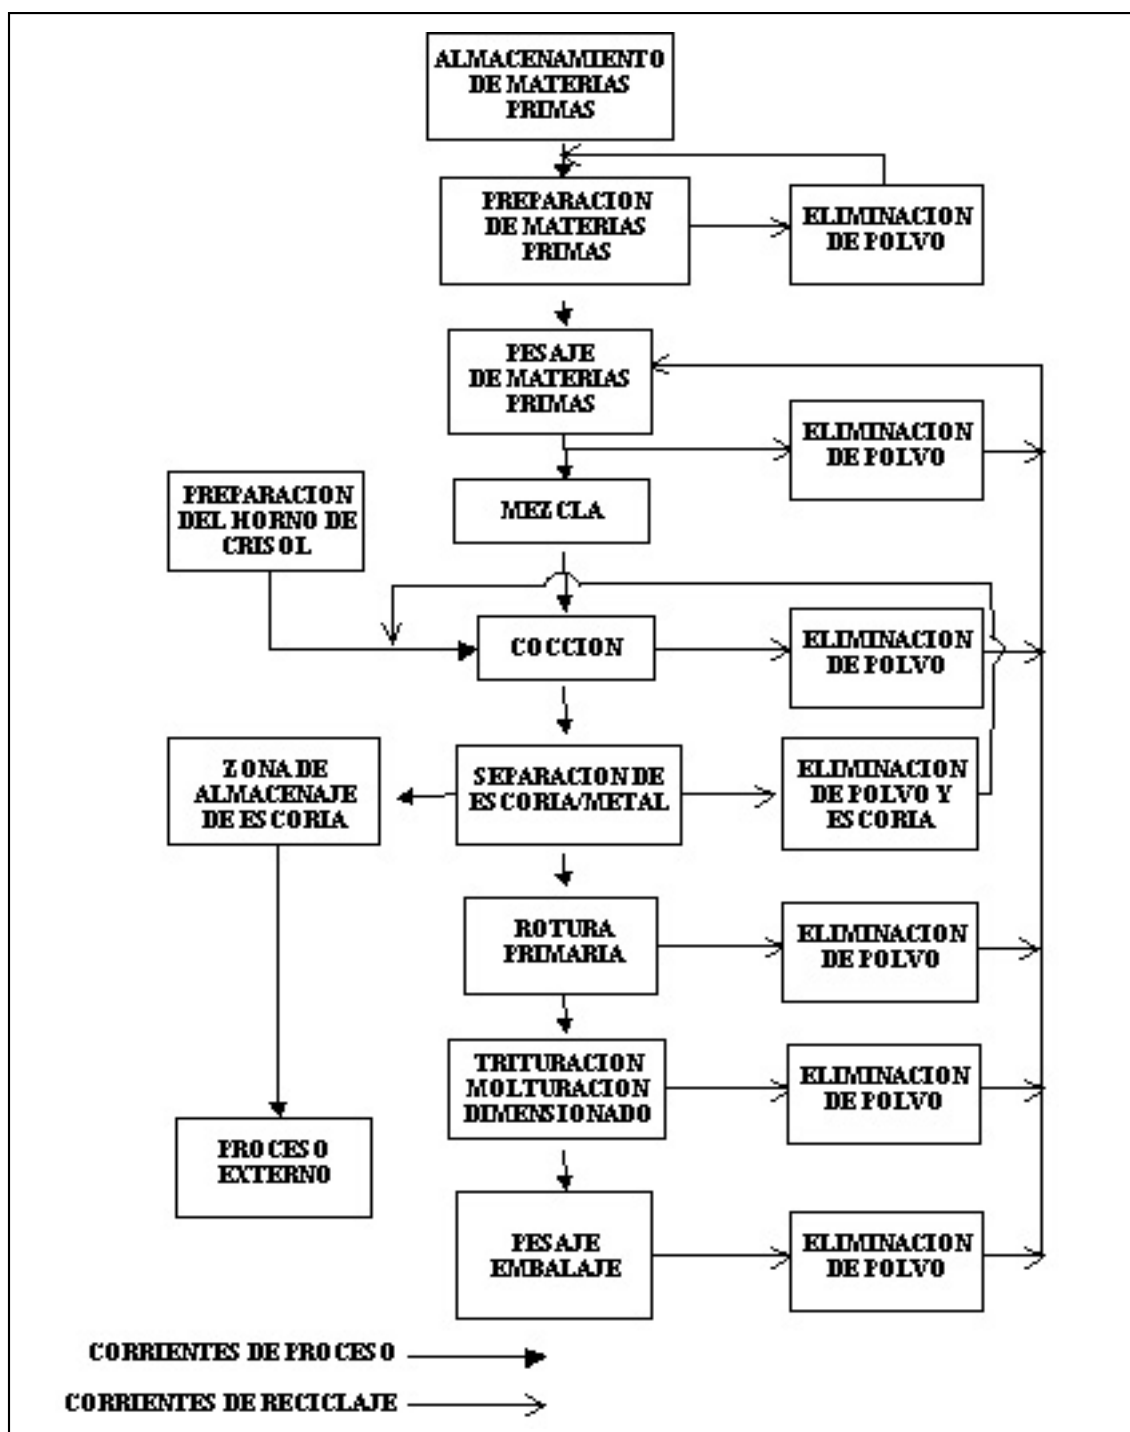 ALMACENAMIENTO
DE MATERIAS
PRIMAS
PREPARACION
DE MATERIAS
PRIMAS
ELIMINACION
DE POLVO
PESAJE
DE MATERIAS
PRIMAS
ELIMINACION
DE POLVO
PREPARACION
DEL HORNO DE
CRISOL
MEZCLA
COCCION
ELIMINACION
DE POLVO
ZONA DE
ALMACENAJE
DE ESCORIA
SEPARACION DE
ESCORIA/METAL
ELIMINACION
DE POLVO Y
ESCORIA
ROTURA
PRIMARIA
ELIMINACION
DE POLVO
TRITURACION
MOLTURACION
DIMENSIONADO
ELIMINACION
DE POLVO
PROCESO
EXTERNO
PESAJE
EMBALAJE
ELIMINACION
DE POLVO
CORRIENTES DE PROCESO
CORRIENTES DE RECICLAJE